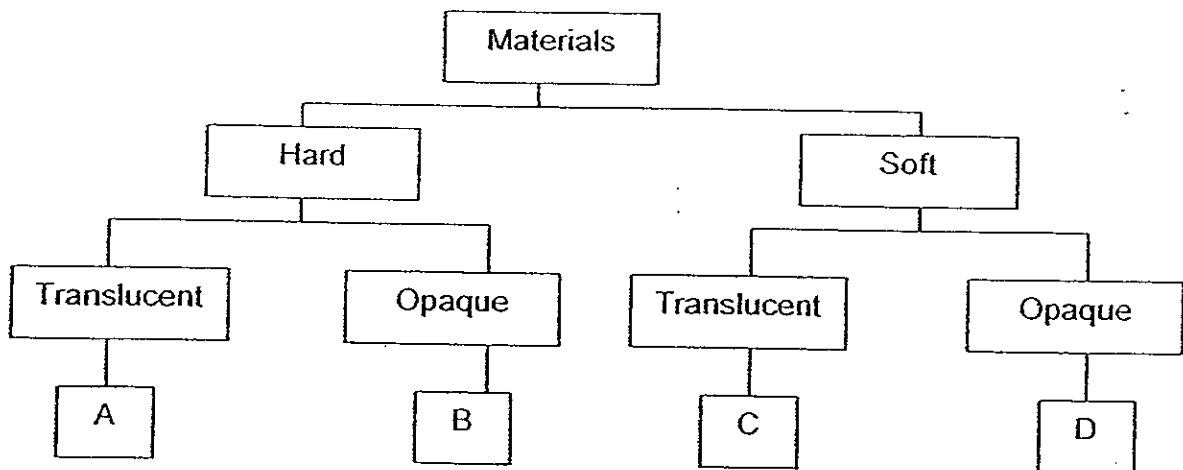 Materials
Hard
Soft
Translucent
Opaque
Translucent
Opaque
A
B
C
D